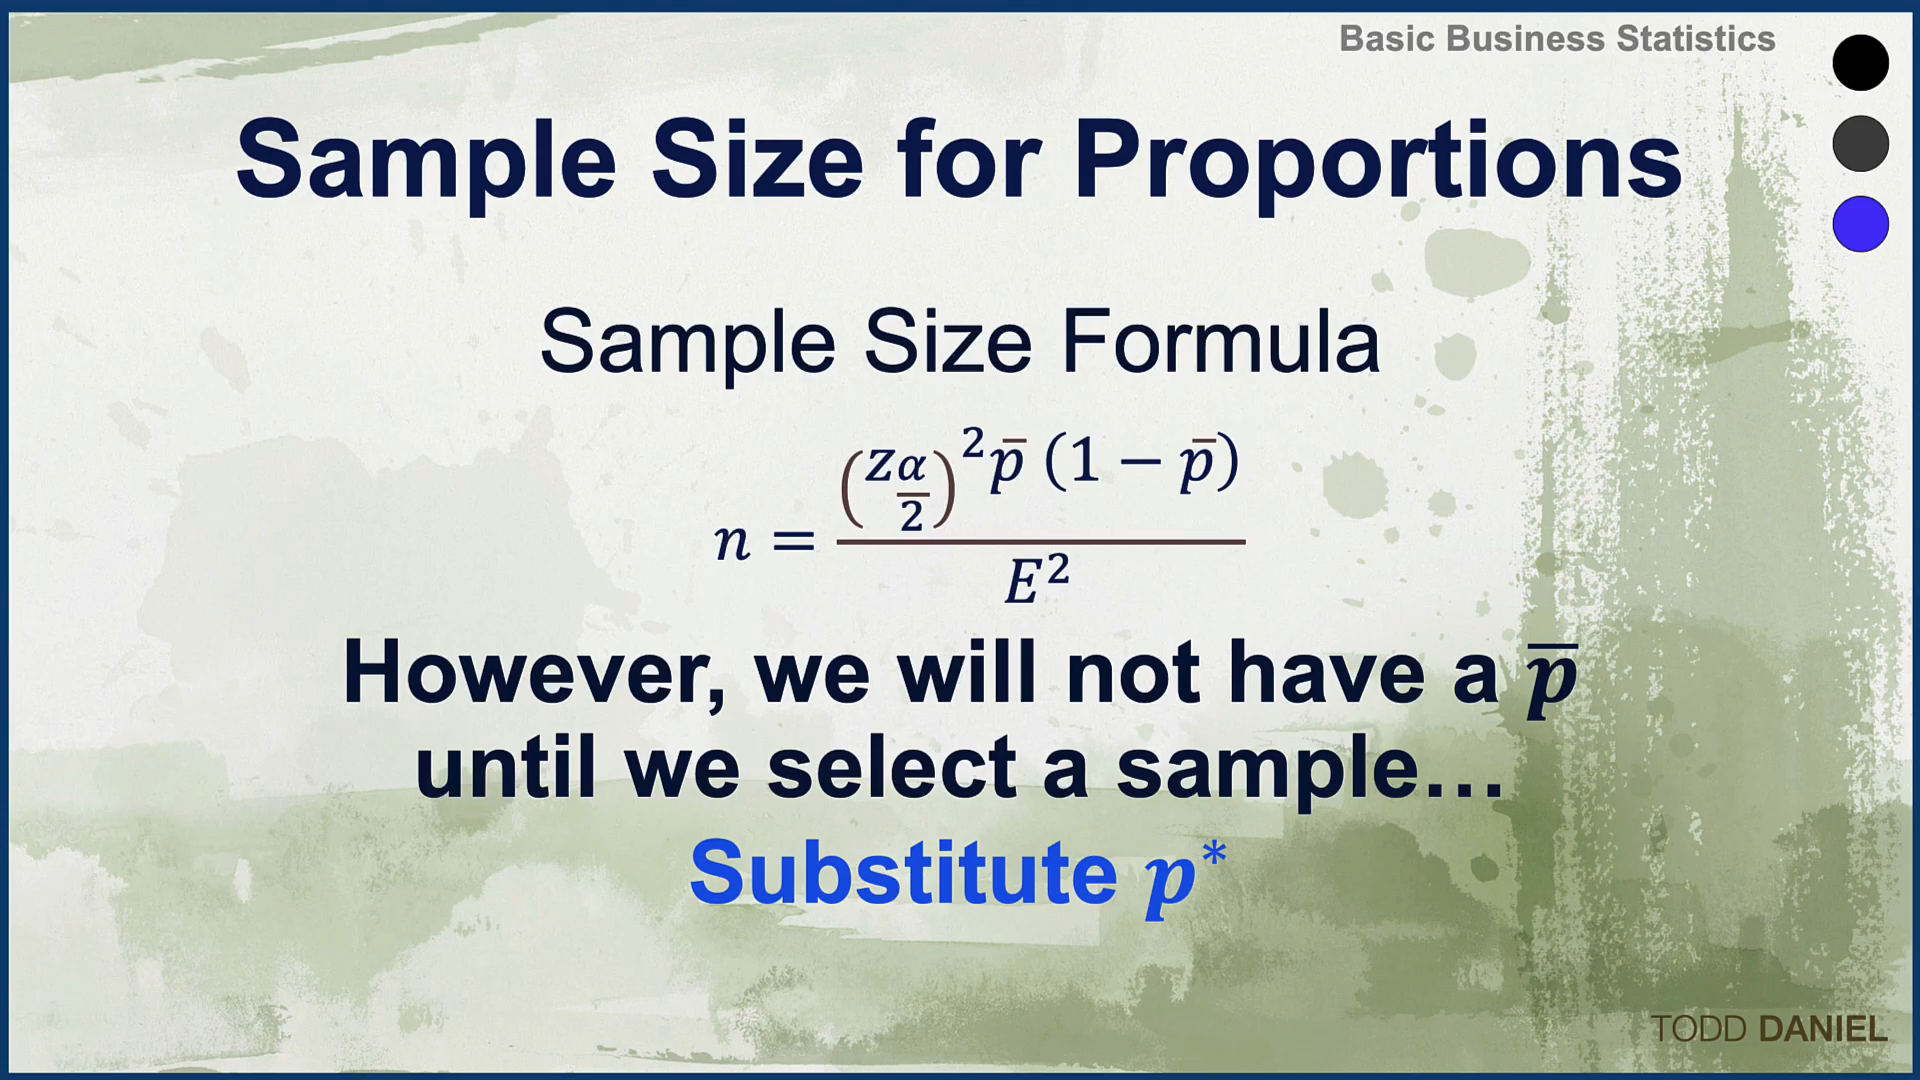 Basic Business Statistics
Sample Size for Proportions
Sample Size Formula
n = (z_{α/2})² p̅ (1 − p̅) / E²
However, we will not have a p̅
until we select a sample…
Substitute p*
TODD DANIEL